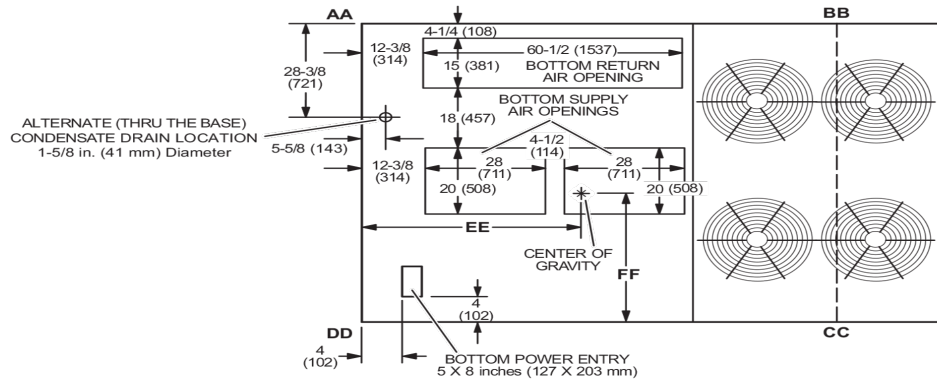 AA
BB
4-1/4 (108)
12-3/8
(314)
60-1/2 (1537)
28-3/8
(721)
15 (381)
BOTTOM RETURN
AIR OPENING
BOTTOM SUPPLY
AIR OPENINGS
18 (457)
ALTERNATE (THRU THE BASE)
CONDENSATE DRAIN LOCATION
1-5/8 in. (41 mm) Diameter
5-5/8 (143)
4-1/2
(114)
12-3/8
(314)
28
(711)
28
(711)
20 (508)
20 (508)
EE
CENTER OF
GRAVITY
FF
4
(102)
DD
CC
4
(102)
BOTTOM POWER ENTRY
5 X 8 inches (127 X 203 mm)